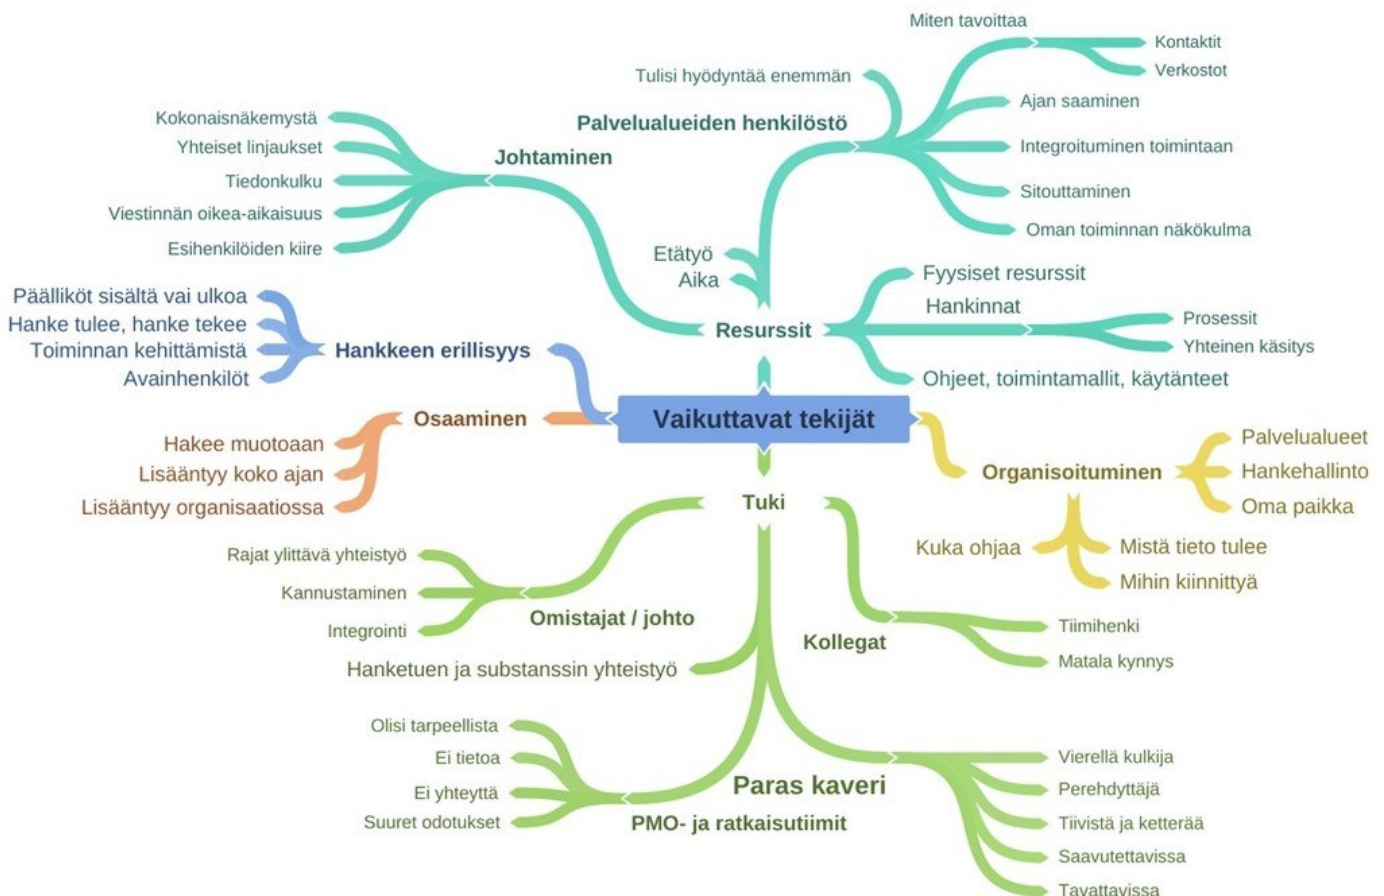 Miten tavoittaa
Kontaktit
Verkostot
Tulisi hyödyntää enemmän
Ajan saaminen
Palvelualueiden henkilöstö
Integroituminen toimintaan
Sitouttaminen
Oman toiminnan näkökulma
Kokonaisnäkemystä
Yhteiset linjaukset
Johtaminen
Tiedonkulku
Viestinnän oikea-aikaisuus
Esihenkilöiden kiire
Etätyö
Aika
Resurssit
Fyysiset resurssit
Hankinnat
Prosessit
Yhteinen käsitys
Ohjeet, toimintamallit, käytänteet
Päälliköt sisältä vai ulkoa
Hanke tulee, hanke tekee
Toiminnan kehittämistä
Avainhenkilöt
Hankkeen erillisyys
Vaikuttavat tekijät
Osaaminen
Hakee muotoaan
Lisääntyy koko ajan
Lisääntyy organisaatiossa
Organisoituminen
Palvelualueet
Hankehallinto
Oma paikka
Kuka ohjaa
Mistä tieto tulee
Mihin kiinnittyä
Tuki
Rajat ylittävä yhteistyö
Kannustaminen
Integrointi
Omistajat / johto
Kollegat
Tiimihenki
Matala kynnys
Hanketuen ja substanssin yhteistyö
Olisi tarpeellista
Ei tietoa
Ei yhteyttä
Suuret odotukset
PMO- ja ratkaisutiimit
Paras kaveri
Vierellä kulkija
Perehdyttäjä
Tiivistä ja ketterää
Saavutettavissa
Tavattavissa